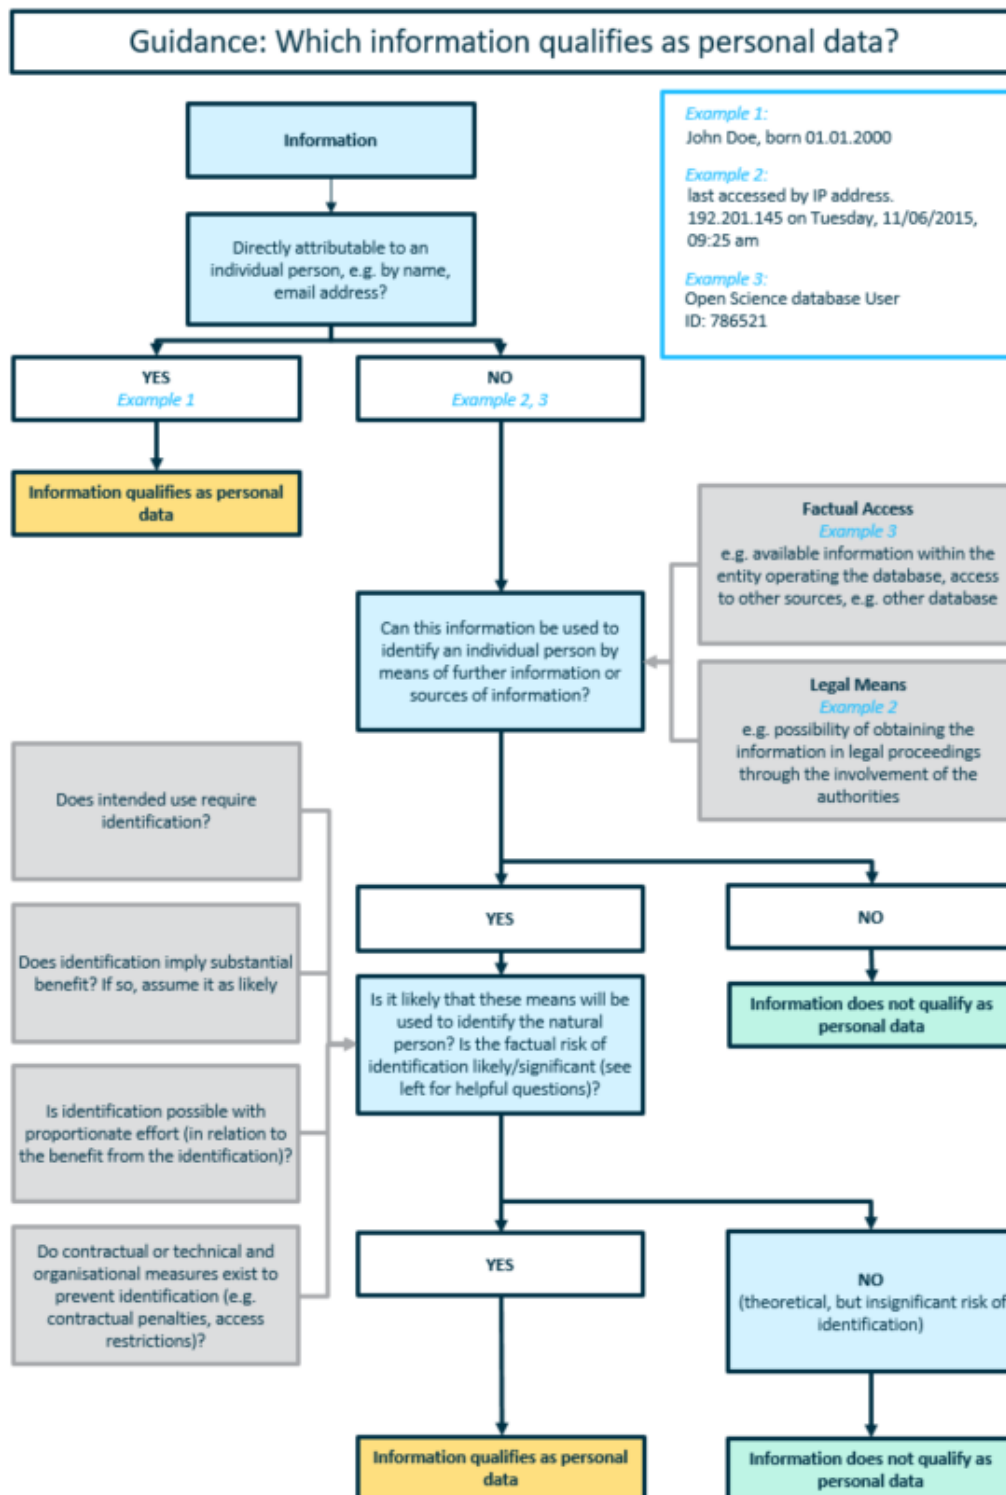 Guidance: Which information qualifies as personal data?
Information
Example 1:
John Doe, born 01.01.2000
Example 2:
last accessed by IP address.
192.201.145 on Tuesday, 11/06/2015,
09:25 am
Example 3:
Open Science database User
ID: 786521
Directly attributable to an
individual person, e.g. by name,
email address?
YES
Example 1
NO
Example 2, 3
Information qualifies as personal
data
Factual Access
Example 3
e.g. available information within the
entity operating the database, access
to other sources, e.g. other database
Can this information be used to
identify an individual person by
means of further information or
sources of information?
Legal Means
Example 2
e.g. possibility of obtaining the
information in legal proceedings
through the involvement of the
authorities
Does intended use require
identification?
Does identification imply substantial
benefit? If so, assume it as likely
Is identification possible with
proportionate effort (in relation to
the benefit from the identification)?
Do contractual or technical and
organisational measures exist to
prevent identification (e.g.
contractual penalties, access
restrictions)?
YES
NO
Is it likely that these means will be
used to identify the natural
person? Is the factual risk of
identification likely/significant (see
left for helpful questions)?
Information does not qualify as
personal data
YES
NO
(theoretical, but insignificant risk of
identification)
Information qualifies as personal
data
Information does not qualify as
personal data